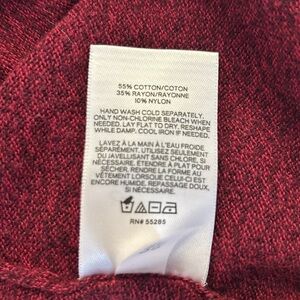 55% COTTON/COTON
35% RAYON/RAYONNE
10% NYLON
HAND WASH COLD SEPARATELY,
ONLY NON-CHLORINE BLEACH WHEN
NEEDED, LAY FLAT TO DRY, RESHAPE
WHILE DAMP, COOL IRON IF NEEDED.
LAVEZ À LA MAIN À L'EAU FROIDE
SÉPARÉMENT, UTILISEZ SEULEMENT
DU JAVELLISANT SANS CHLORE, SI
NÉCESSAIRE, ÉTENDRE À PLAT POUR
SÉCHER, RENDRE LA FORME AU
VÊTEMENT LORSQUE CELUI-CI EST
ENCORE HUMIDE, REPASSAGE DOUX,
SI NÉCESSAIRE.
RN# 55285